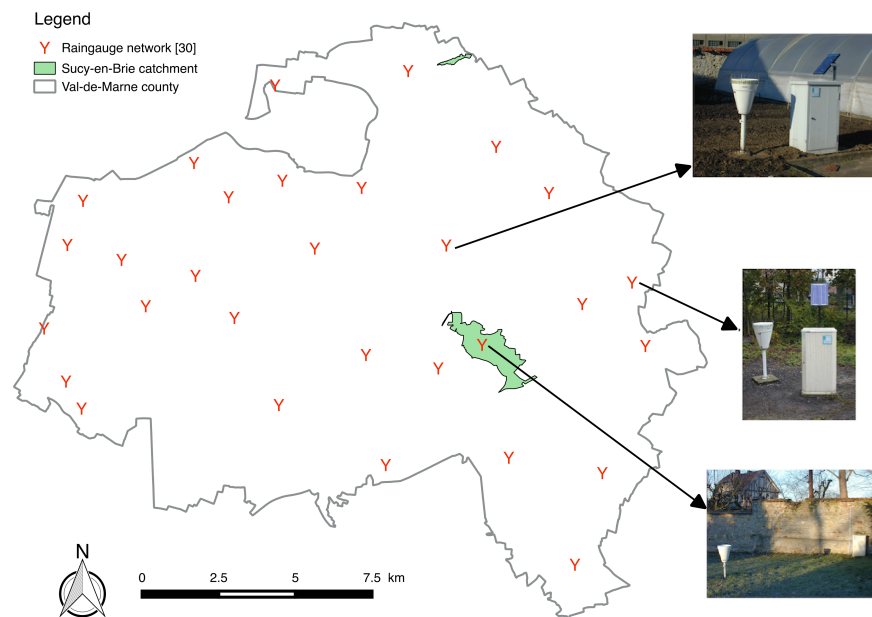 Legend
Y Raingauge network [30]
Sucy-en-Brie catchment
Val-de-Marne county
N
0 2.5 5 7.5 km